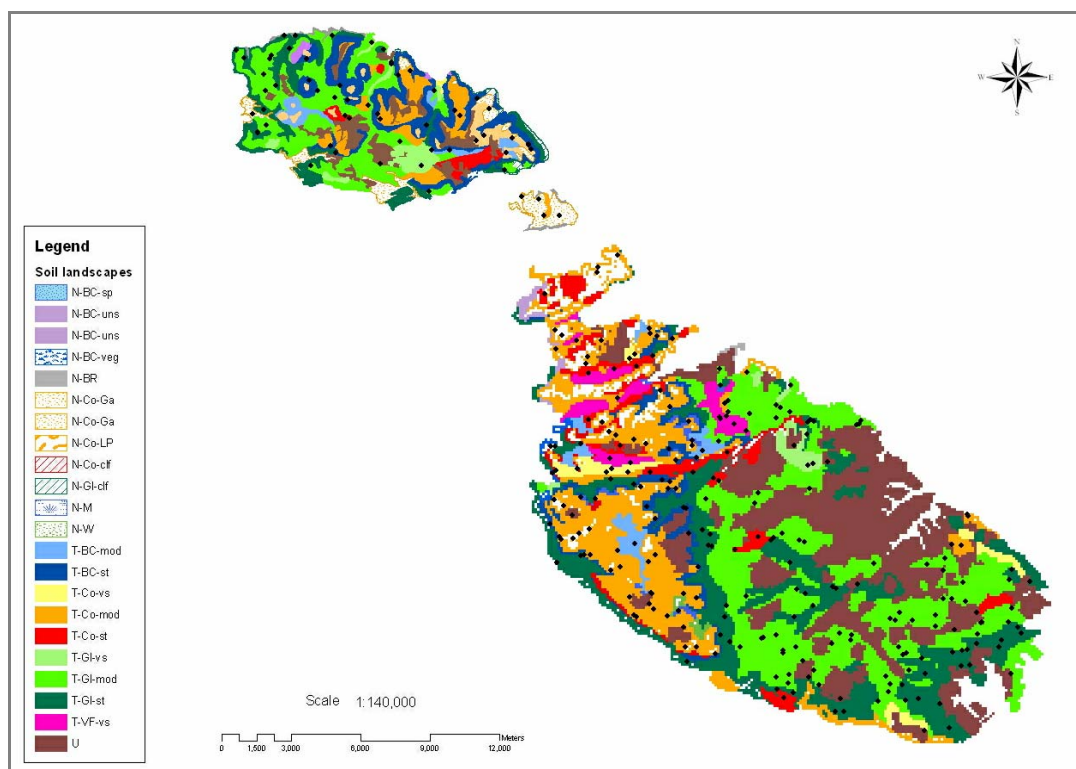 N
W
E
S
Legend
Soil landscapes
N-BC-sp
N-BC-uns
N-BC-uns
N-BC-veg
N-BR
N-Co-Ga
N-Co-Ga
N-Co-LP
N-Co-clf
N-Gl-clf
N-M
N-W
T-BC-mod
T-BC-st
T-Co-vs
T-Co-mod
T-Co-st
T-Gl-vs
T-Gl-mod
T-Gl-st
T-VF-vs
U
Scale 1:140,000
Meters
0 1,500 3,000 6,000 9,000 12,000